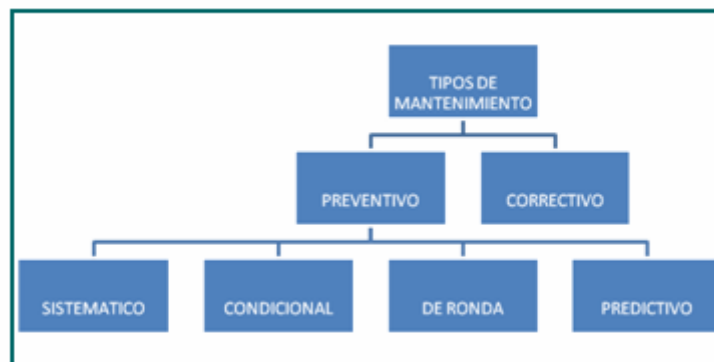 TIPOS DE
MANTENIMIENTO
PREVENTIVO
CORRECTIVO
SISTEMATICO
CONDICIONAL
DE RONDA
PREDICTIVO